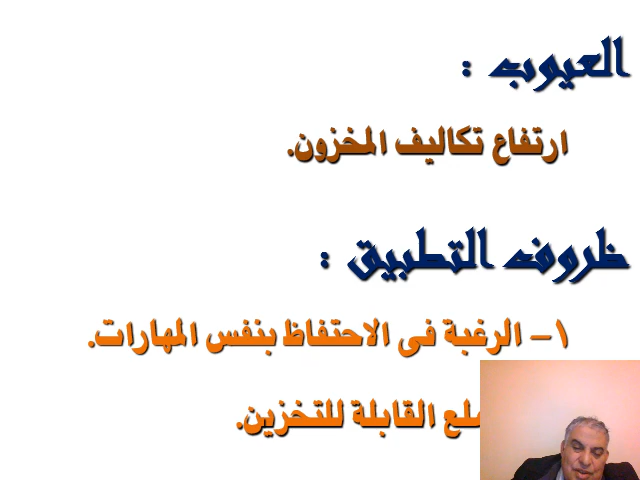 العيوب :
ارتفاع تكاليف المخزون.
ظروف التطبيق :
١- الرغبة فى الاحتفاظ بنفس المهارات.
القابلة للتخزين.